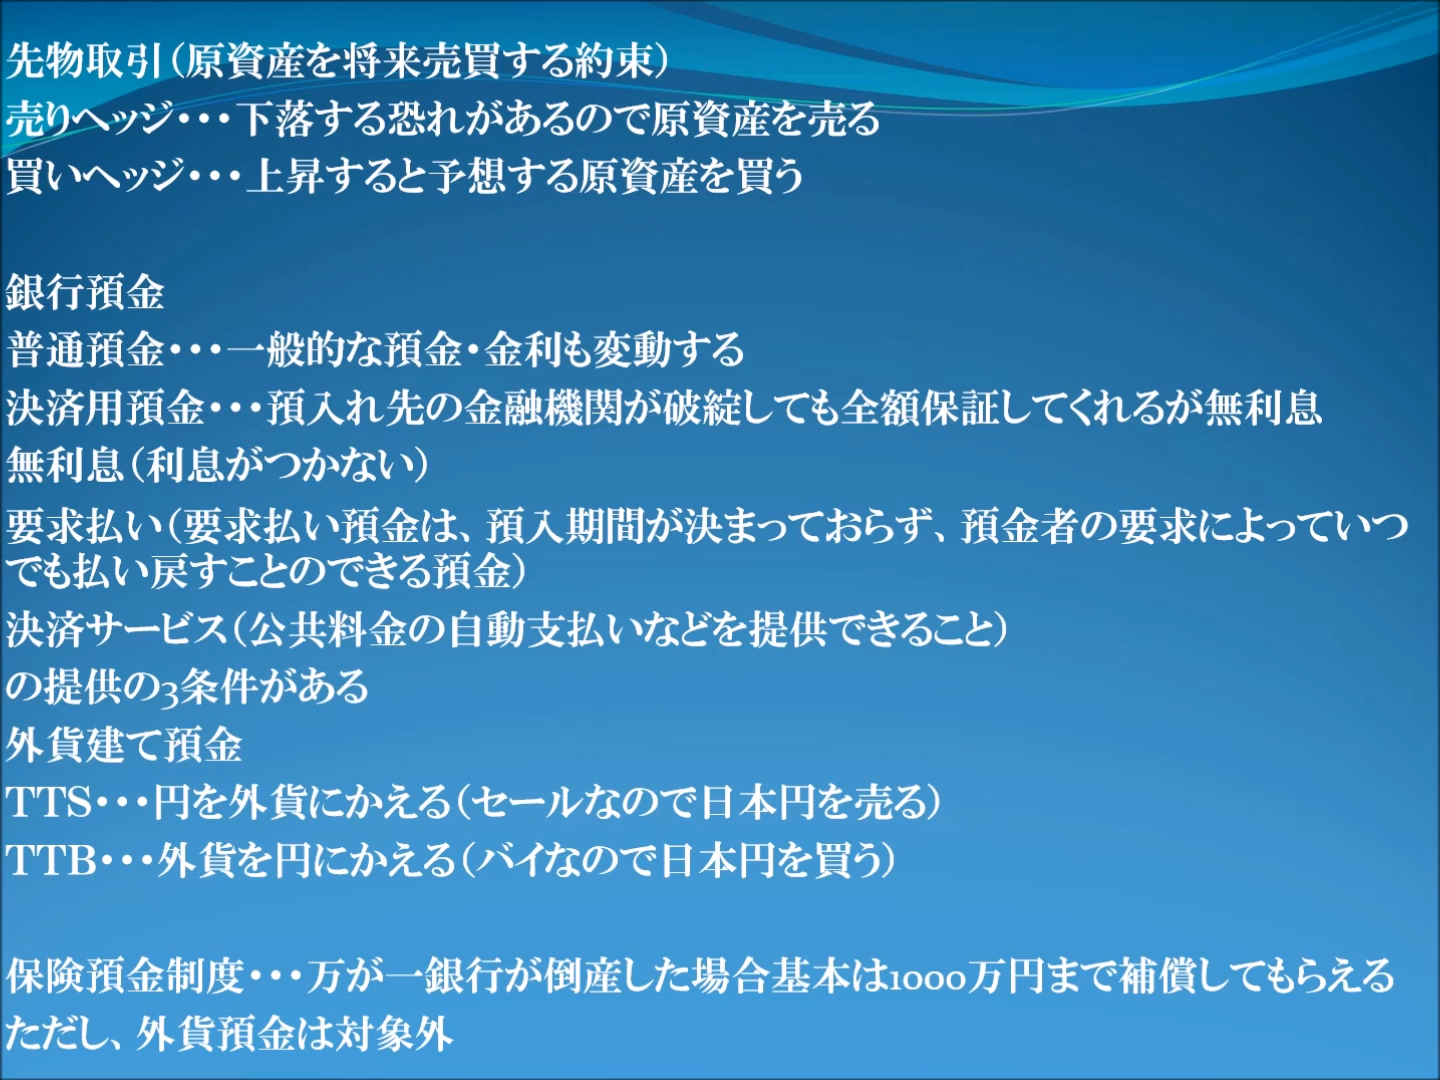 先物取引（原資産を将来売買する約束）
売りヘッジ・・・下落する恐れがあるので原資産を売る
買いヘッジ・・・上昇すると予想する原資産を買う
銀行預金
普通預金・・・一般的な預金・金利も変動する
決済用預金・・・預入れ先の金融機関が破綻しても全額保証してくれるが無利息
無利息（利息がつかない）
要求払い（要求払い預金は、預入期間が決まっておらず、預金者の要求によっていつ
でも払い戻すことのできる預金）
決済サービス（公共料金の自動支払いなどを提供できること）
の提供の3条件がある
外貨建て預金
TTS・・・円を外貨にかえる（セールなので日本円を売る）
TTB・・・外貨を円にかえる（バイなので日本円を買う）
保険預金制度・・・万が一銀行が倒産した場合基本は1000万円まで補償してもらえる
ただし、外貨預金は対象外